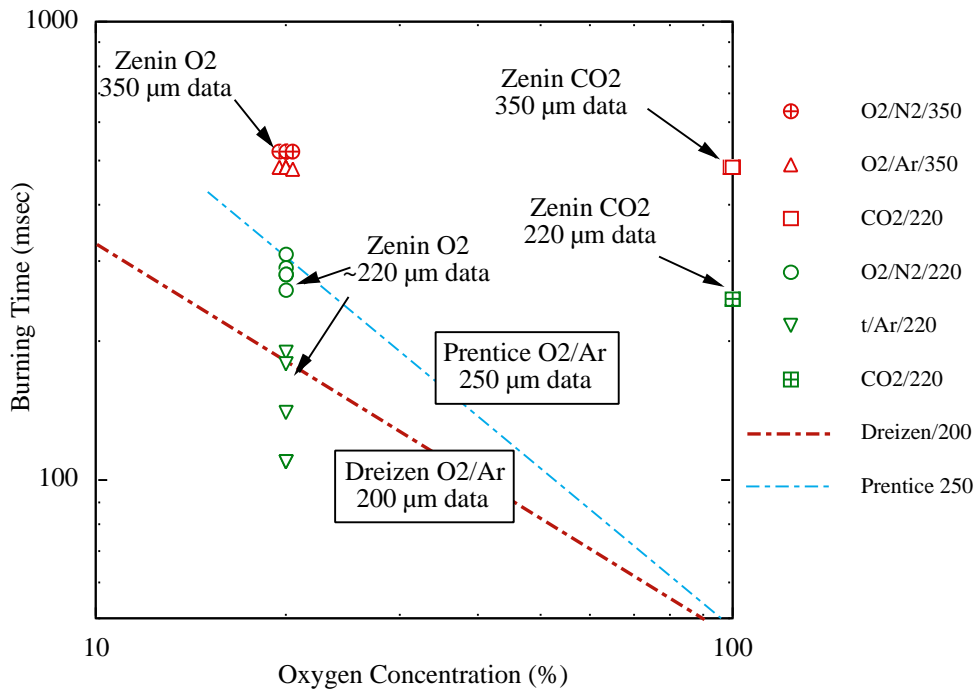 1000
Zenin O2
350 µm data
Zenin CO2
350 µm data
O2/N2/350
O2/Ar/350
CO2/220
Zenin CO2
220 µm data
Zenin O2
~220 µm data
O2/N2/220
t/Ar/220
CO2/220
Burning Time (msec)
Prentice O2/Ar
250 µm data
Dreizen/200
Dreizen O2/Ar
200 µm data
Prentice 250
100
10
100
Oxygen Concentration (%)